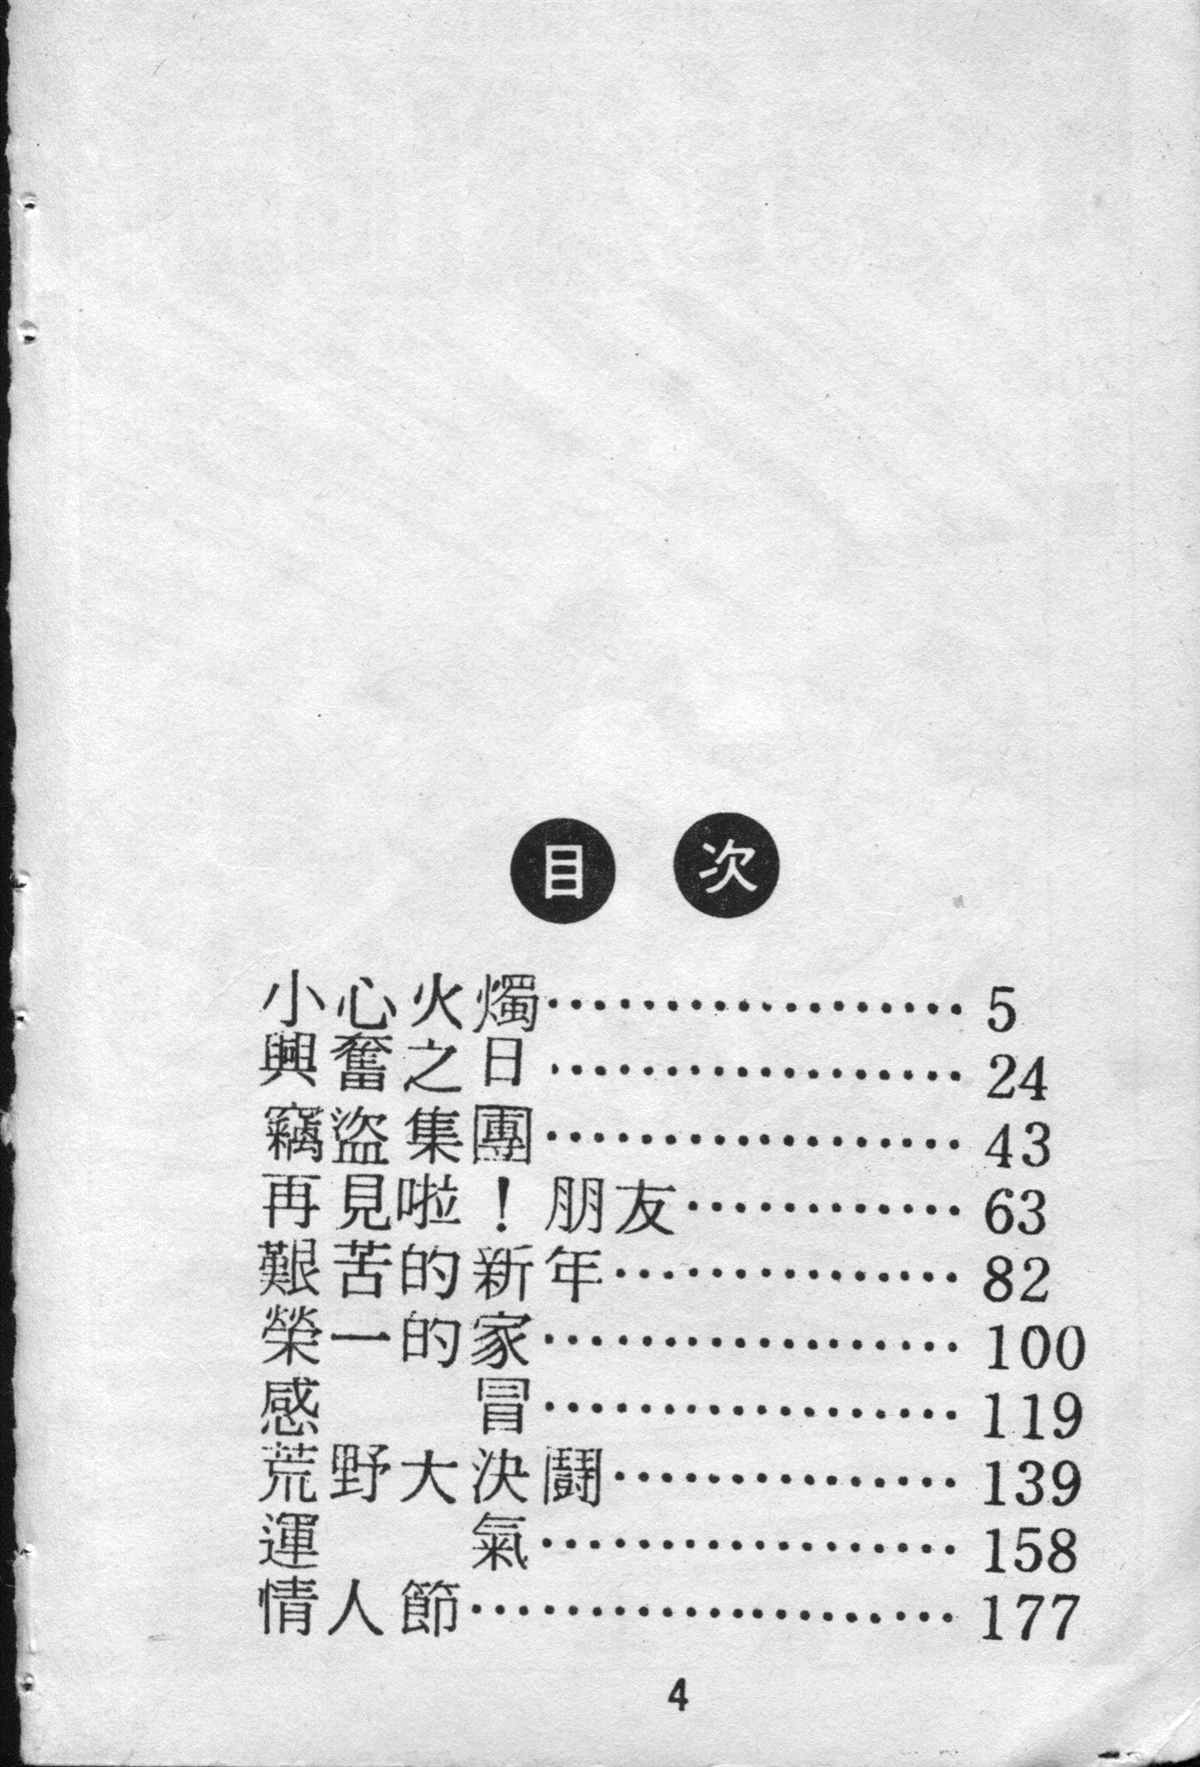 目次
小心火燭………………5
興奮之日………………24
竊盜集團………………43
再見啦！朋友…………63
艱苦的新年……………82
榮一的家………………100
感　　冒………………119
荒野大決鬪……………139
運　　氣………………158
情人節…………………177
4